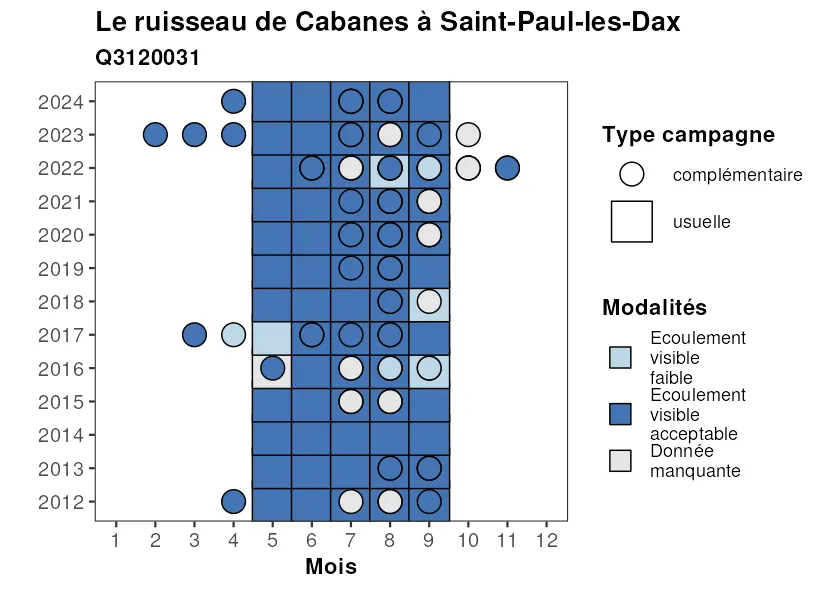 Le ruisseau de Cabanes à Saint-Paul-les-Dax
Q3120031
2024
2023
2022
2021
2020
2019
2018
2017
2016
2015
2014
2013
2012
1 2 3 4 5 6 7 8 9 10 11 12
Mois
Type campagne
complémentaire
usuelle
Modalités
Ecoulement
visible
faible
Ecoulement
visible
acceptable
Donnée
manquante